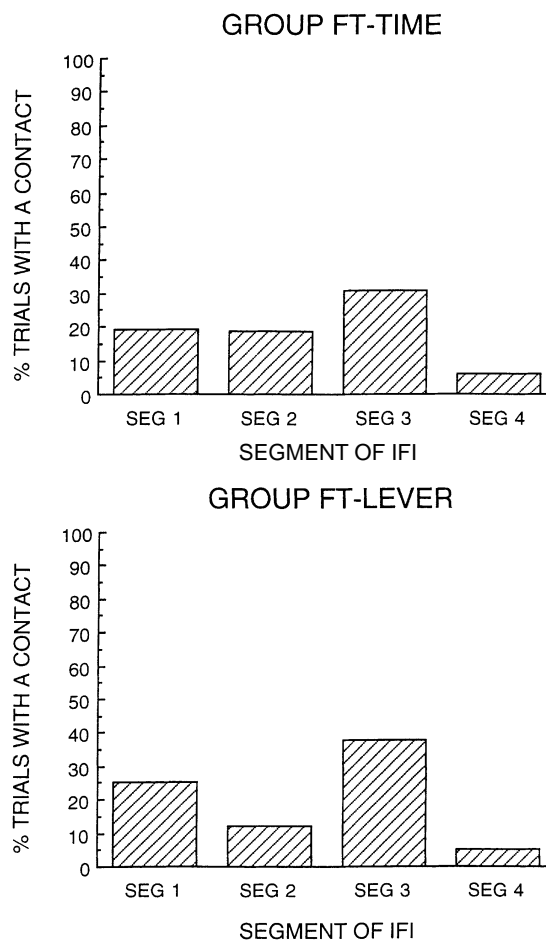 GROUP FT-TIME
% TRIALS WITH A CONTACT
100
90
80
70
60
50
40
30
20
10
0
SEG 1 SEG 2 SEG 3 SEG 4
SEGMENT OF IFI
GROUP FT-LEVER
% TRIALS WITH A CONTACT
100
90
80
70
60
50
40
30
20
10
0
SEG 1 SEG 2 SEG 3 SEG 4
SEGMENT OF IFI